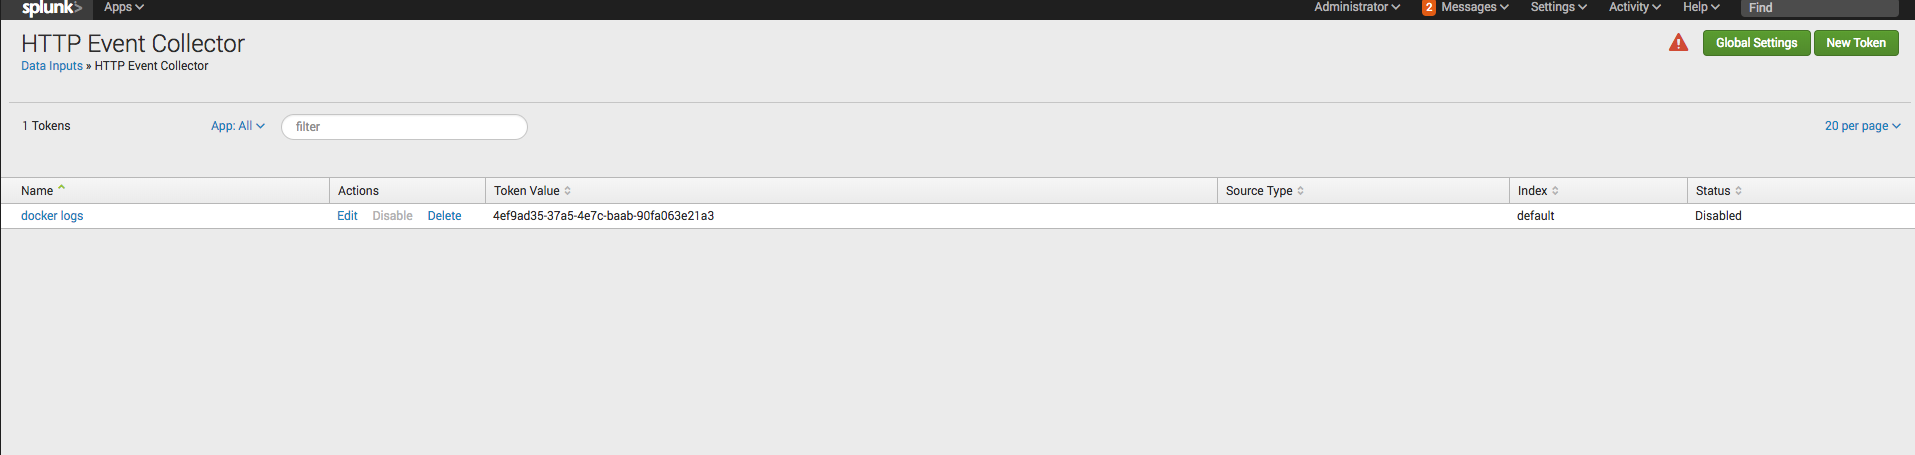 splunk> Apps Administrator 2 Messages Settings Activity Help Find
HTTP Event Collector
Global Settings New Token
Data Inputs » HTTP Event Collector
1 Tokens App: All filter 20 per page
Name Actions Token Value Source Type Index Status
docker logs Edit Disable Delete 4ef9ad35-37a5-4e7c-baab-90fa063e21a3 default Disabled